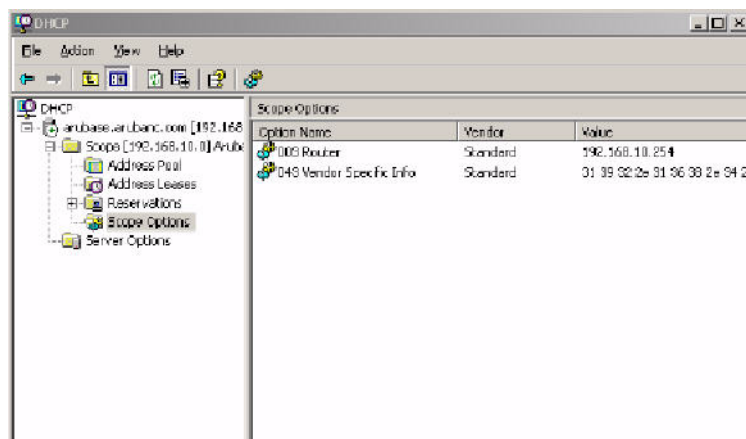 DHCP
File Action View Help
DHCP
arubase.arubanc.com [192.168
Scope [192.168.10.0] Arub
Address Pool
Address Leases
Reservations
Scope Options
Server Options
Scope Options
Option Name Vendor Value
003 Router Standard 192.168.10.254
043 Vendor Specific Info Standard 31 39 32 2e 31 36 38 2e 34 2